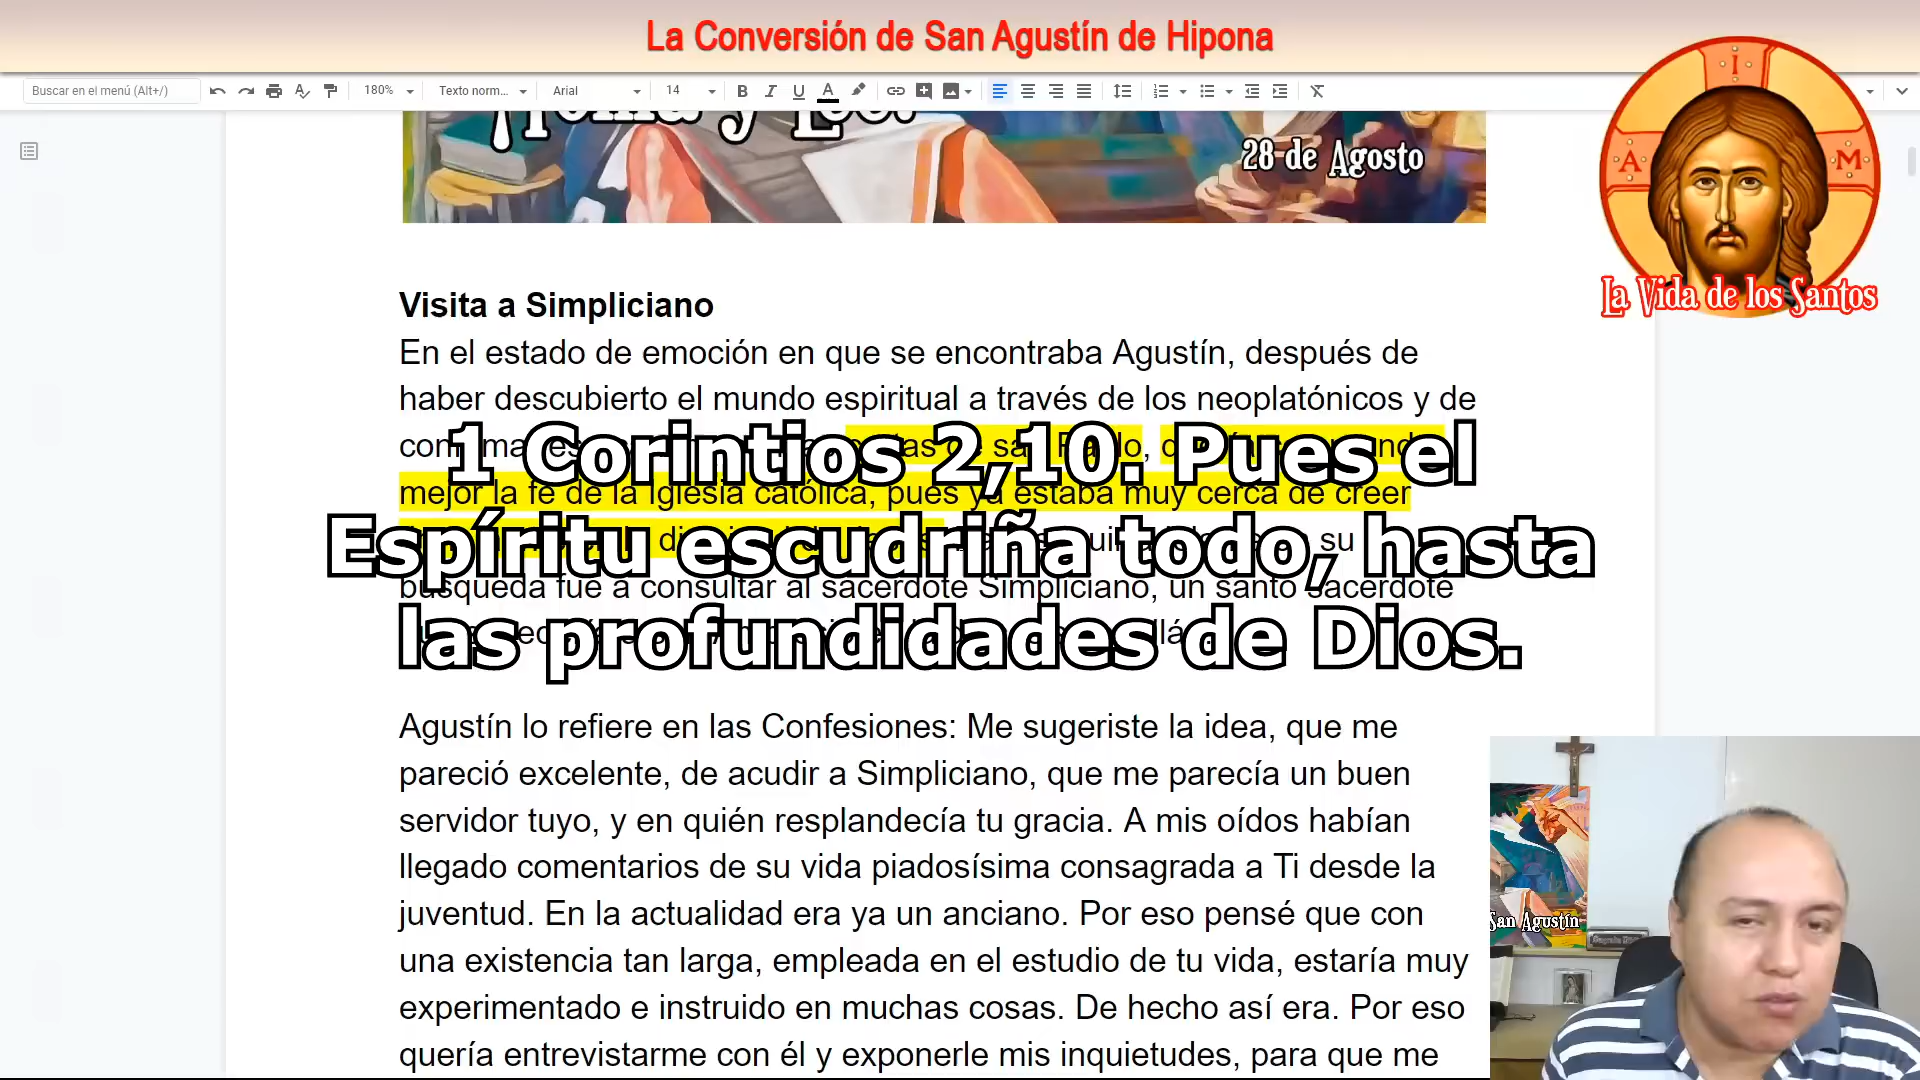 La Conversión de San Agustín de Hipona
Buscar en el menú (Alt+/)
180%
Texto norm...
Arial
14
¡Toma y Lee!
28 de Agosto
I
A
M
La Vida de los Santos
Visita a Simpliciano
En el estado de emoción en que se encontraba Agustín, después de
haber descubierto el mundo espiritual a través de los neoplatónicos y de
1 Corintios 2,10. Pues el
mejor la fe de la Iglesia católica, pues ya estaba muy cerca de creer
Espíritu escudriña todo, hasta
su
búsqueda fue a consultar al sacerdote Simpliciano, un santo sacerdote
las profundidades de Dios.
Agustín lo refiere en las Confesiones: Me sugeriste la idea, que me
pareció excelente, de acudir a Simpliciano, que me parecía un buen
servidor tuyo, y en quién resplandecía tu gracia. A mis oídos habían
llegado comentarios de su vida piadosísima consagrada a Ti desde la
juventud. En la actualidad era ya un anciano. Por eso pensé que con
una existencia tan larga, empleada en el estudio de tu vida, estaría muy
experimentado e instruido en muchas cosas. De hecho así era. Por eso
quería entrevistarme con él y exponerle mis inquietudes, para que me
San Agustín